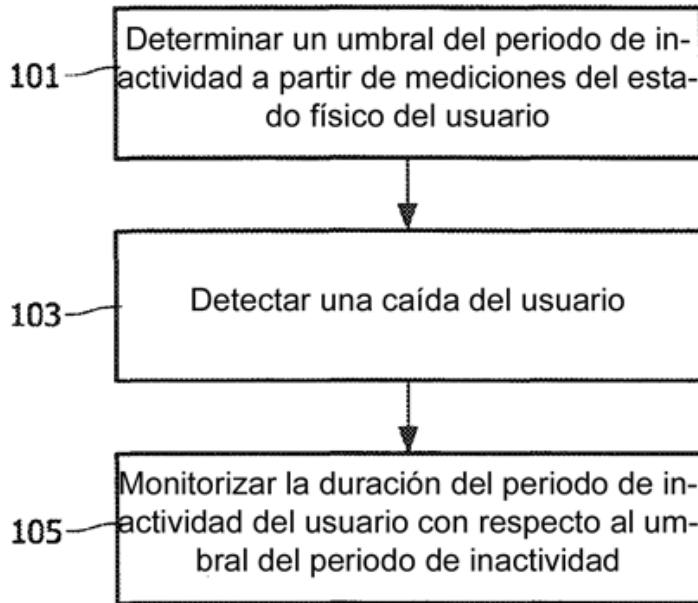 Determinar un umbral del periodo de in-
101
actividad a partir de mediciones del esta-
do físico del usuario
103
Detectar una caída del usuario
Monitorizar la duración del periodo de in-
105
actividad del usuario con respecto al um-
bral del periodo de inactividad